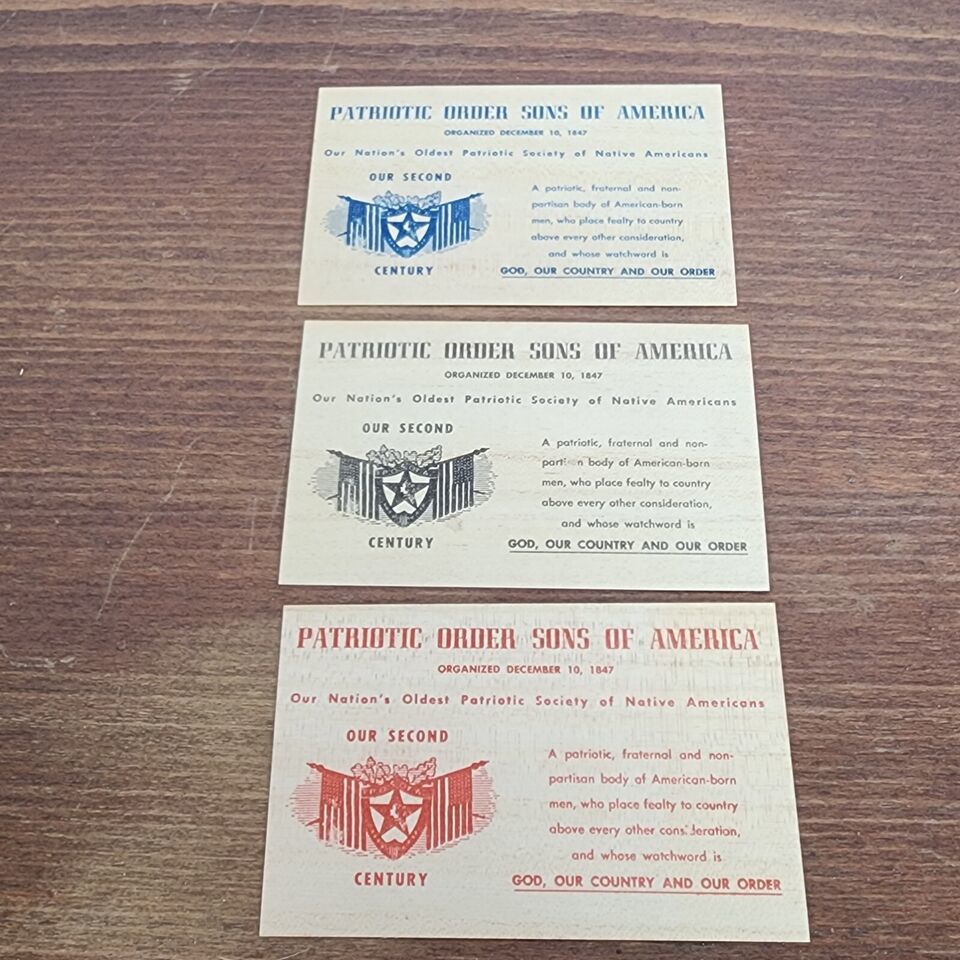 PATRIOTIC ORDER SONS OF AMERICA
ORGANIZED DECEMBER 10, 1847
Our Nation's Oldest Patriotic Society of Native Americans
OUR SECOND
CENTURY
A patriotic, fraternal and non-
partisan body of American-born
men, who place fealty to country
above every other consideration,
and whose watchword is
GOD, OUR COUNTRY AND OUR ORDER
PATRIOTIC ORDER SONS OF AMERICA
ORGANIZED DECEMBER 10, 1847
Our Nation's Oldest Patriotic Society of Native Americans
OUR SECOND
CENTURY
A patriotic, fraternal and non-
body of American-born
men, who place fealty to country
above every other consideration,
and whose watchword is
GOD, OUR COUNTRY AND OUR ORDER
PATRIOTIC ORDER SONS OF AMERICA
ORGANIZED DECEMBER 10, 1847
Our Nation's Oldest Patriotic Society of Native Americans
OUR SECOND
CENTURY
A patriotic, fraternal and non-
partisan body of American-born
men, who place fealty to country
above every other
and whose watchword is
GOD, OUR COUNTRY AND OUR ORDER